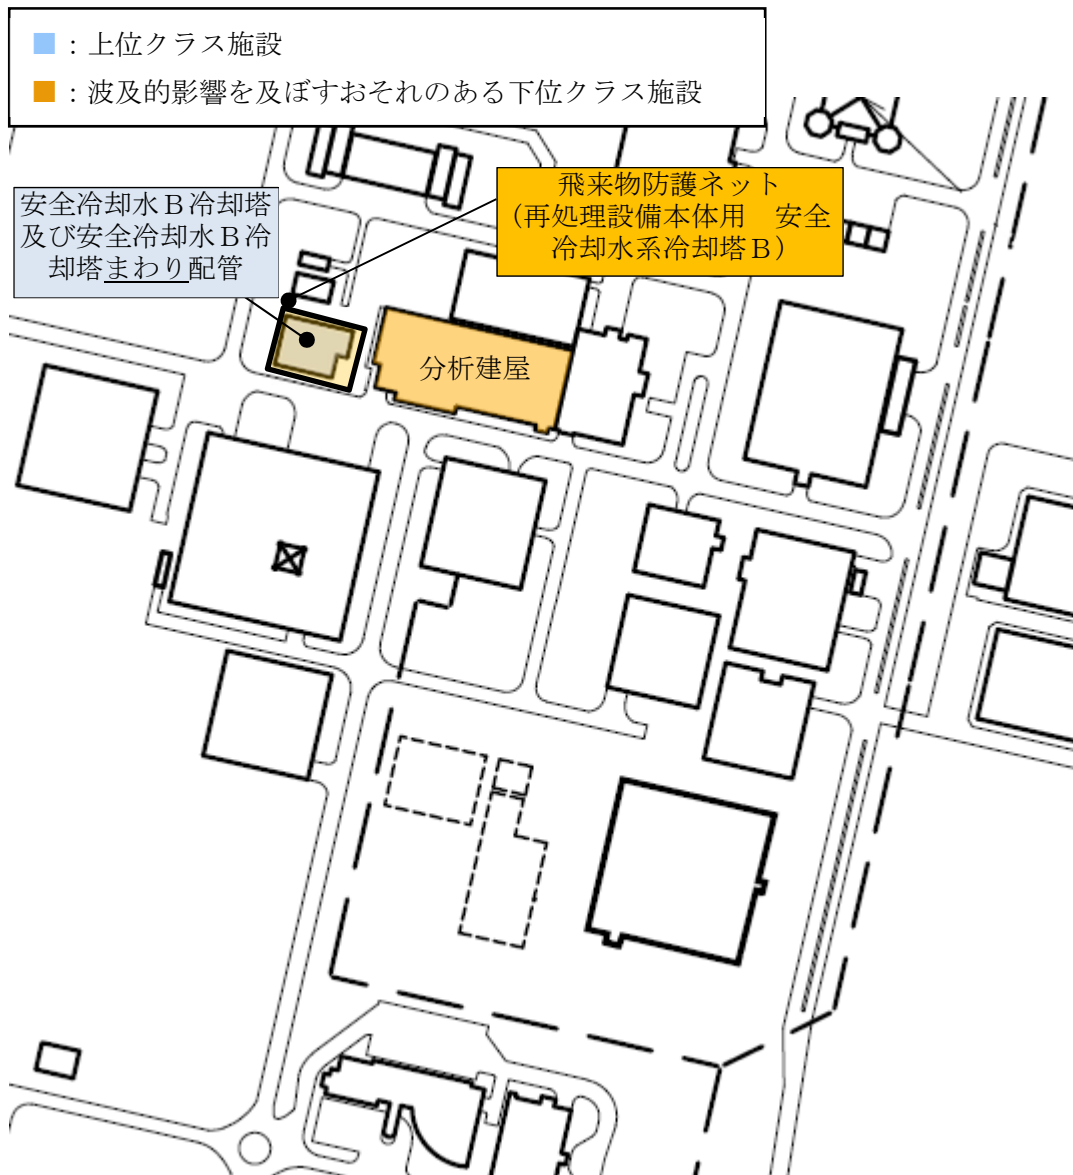 ■：上位クラス施設
■：波及的影響を及ぼすおそれのある下位クラス施設
安全冷却水Ｂ冷却塔
及び安全冷却水Ｂ冷
却塔まわり配管
飛来物防護ネット
（再処理設備本体用　安全
冷却水系冷却塔Ｂ）
分析建屋